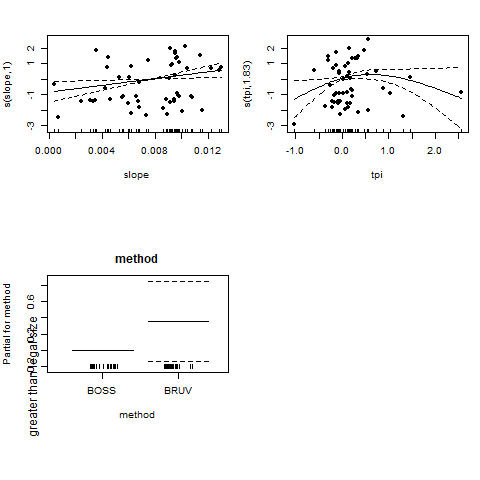 s(slope,1)
-3
-1
1
2
0.000
0.004
0.008
0.012
slope
s(tpi,1.83)
-3
-1
1
2
-1.0
0.0
1.0
2.0
tpi
method
Partial for method
greater than legal size
0.6
BOSS
BRUV
method